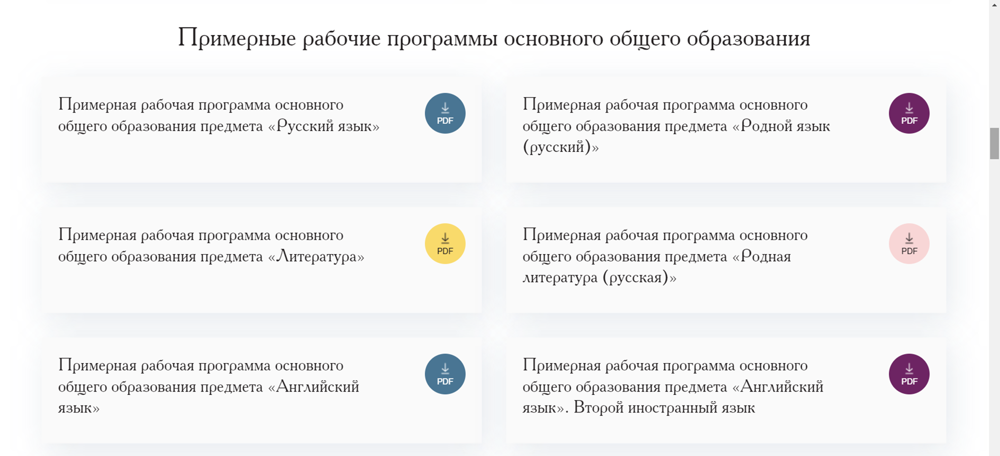 Примерные рабочие программы основного общего образования
Примерная рабочая программа основного
общего образования предмета «Русский язык»
PDF
Примерная рабочая программа основного
общего образования предмета «Родной язык
(русский)»
PDF
Примерная рабочая программа основного
общего образования предмета «Литература»
PDF
Примерная рабочая программа основного
общего образования предмета «Родная
литература (русская)»
PDF
Примерная рабочая программа основного
общего образования предмета «Английский
язык»
PDF
Примерная рабочая программа основного
общего образования предмета «Английский
язык». Второй иностранный язык
PDF